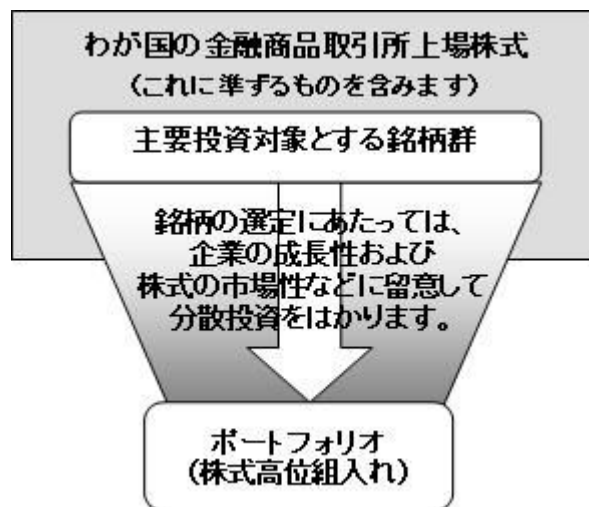 わが国の金融商品取引所上場株式
（これに準ずるものを含みます）
主要投資対象とする銘柄群
銘柄の選定にあたっては、
企業の成長性および
株式の市場性などに留意して
分散投資をはかります。
ポートフォリオ
（株式高位組入れ）